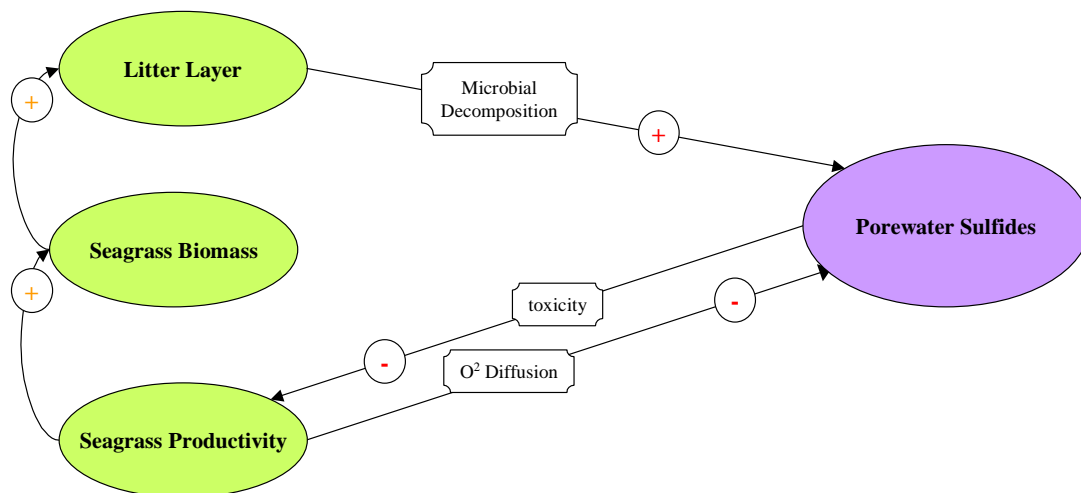 Litter Layer
Microbial
Decomposition
+
+
Porewater Sulfides
Seagrass Biomass
+
toxicity
-
-
O² Diffusion
Seagrass Productivity